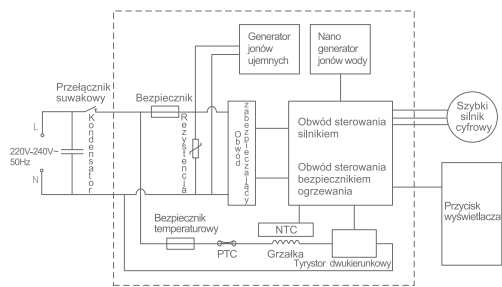 Generator
jonów
ujemnych
Nano
generator
jonów wody
Przełącznik
suwakowy
Bezpiecznik
L
220V-240V~
50Hz
N
Kondensator
Rezystencja
Obwód
zabezpieczający
Obwód sterowania
silnikiem
Obwód sterowania
bezpiecznikiem
ogrzewania
Szybki
silnik
cyfrowy
Przycisk
wyświetlacza
Bezpiecznik
temperaturowy
PTC
Grzałka
NTC
Tyrystor dwukierunkowy